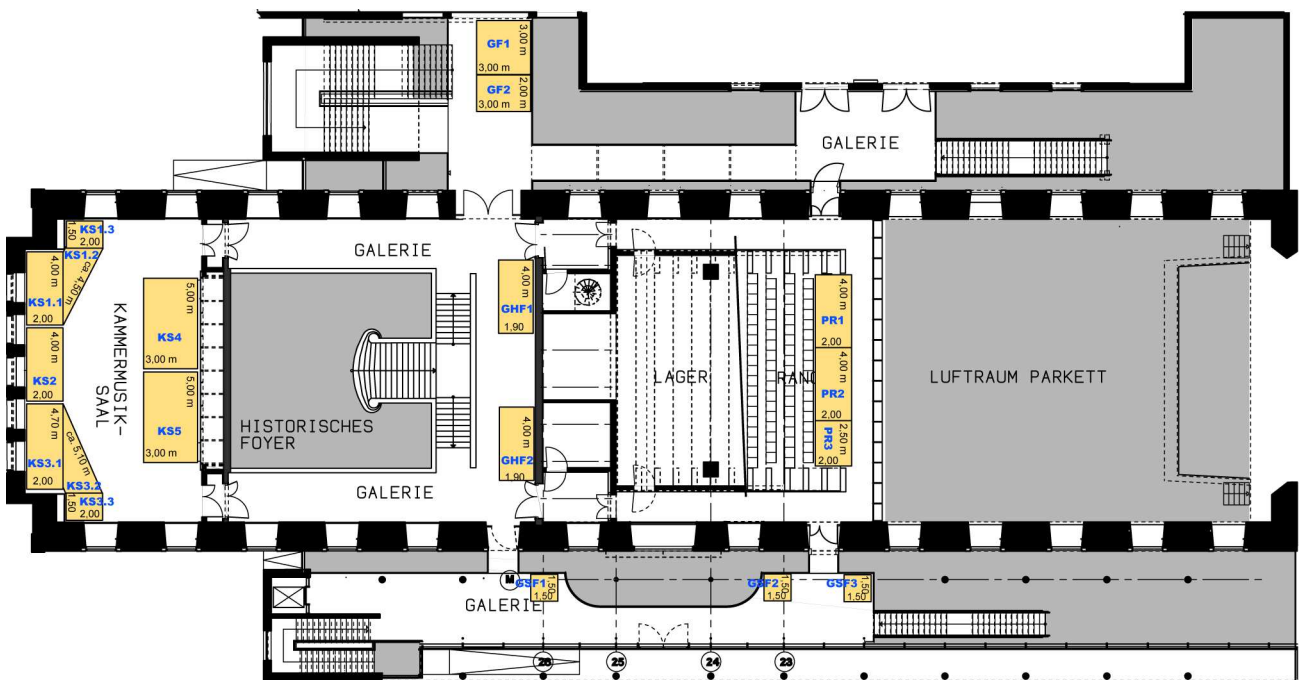 GF1
3,00 m
3,00 m
GF2
2,00 m
3,00 m
GALERIE
KS1.3
1,50
2,00
KS1.2
ca. 4,50 m
4,00 m
KS1.1
2,00
KAMMERMUSIK-
SAAL
4,00 m
KS2
2,00
4,70 m
KS3.1
2,00
ca. 5,10 m
KS3.2
KS3.3
1,50
2,00
5,00 m
KS4
3,00 m
5,00 m
KS5
3,00 m
GALERIE
HISTORISCHES
FOYER
GALERIE
4,00 m
GHF1
1,90
4,00 m
GHF2
1,90
LAGER
RANG
4,00 m
PR1
2,00
4,00 m
PR2
2,00
2,50 m
PR3
2,00
LUFTRAUM PARKETT
M
GSF1
1,50
1,50
GALERIE
GSF2
1,50
1,50
GSF3
1,50
1,50
26
25
24
23